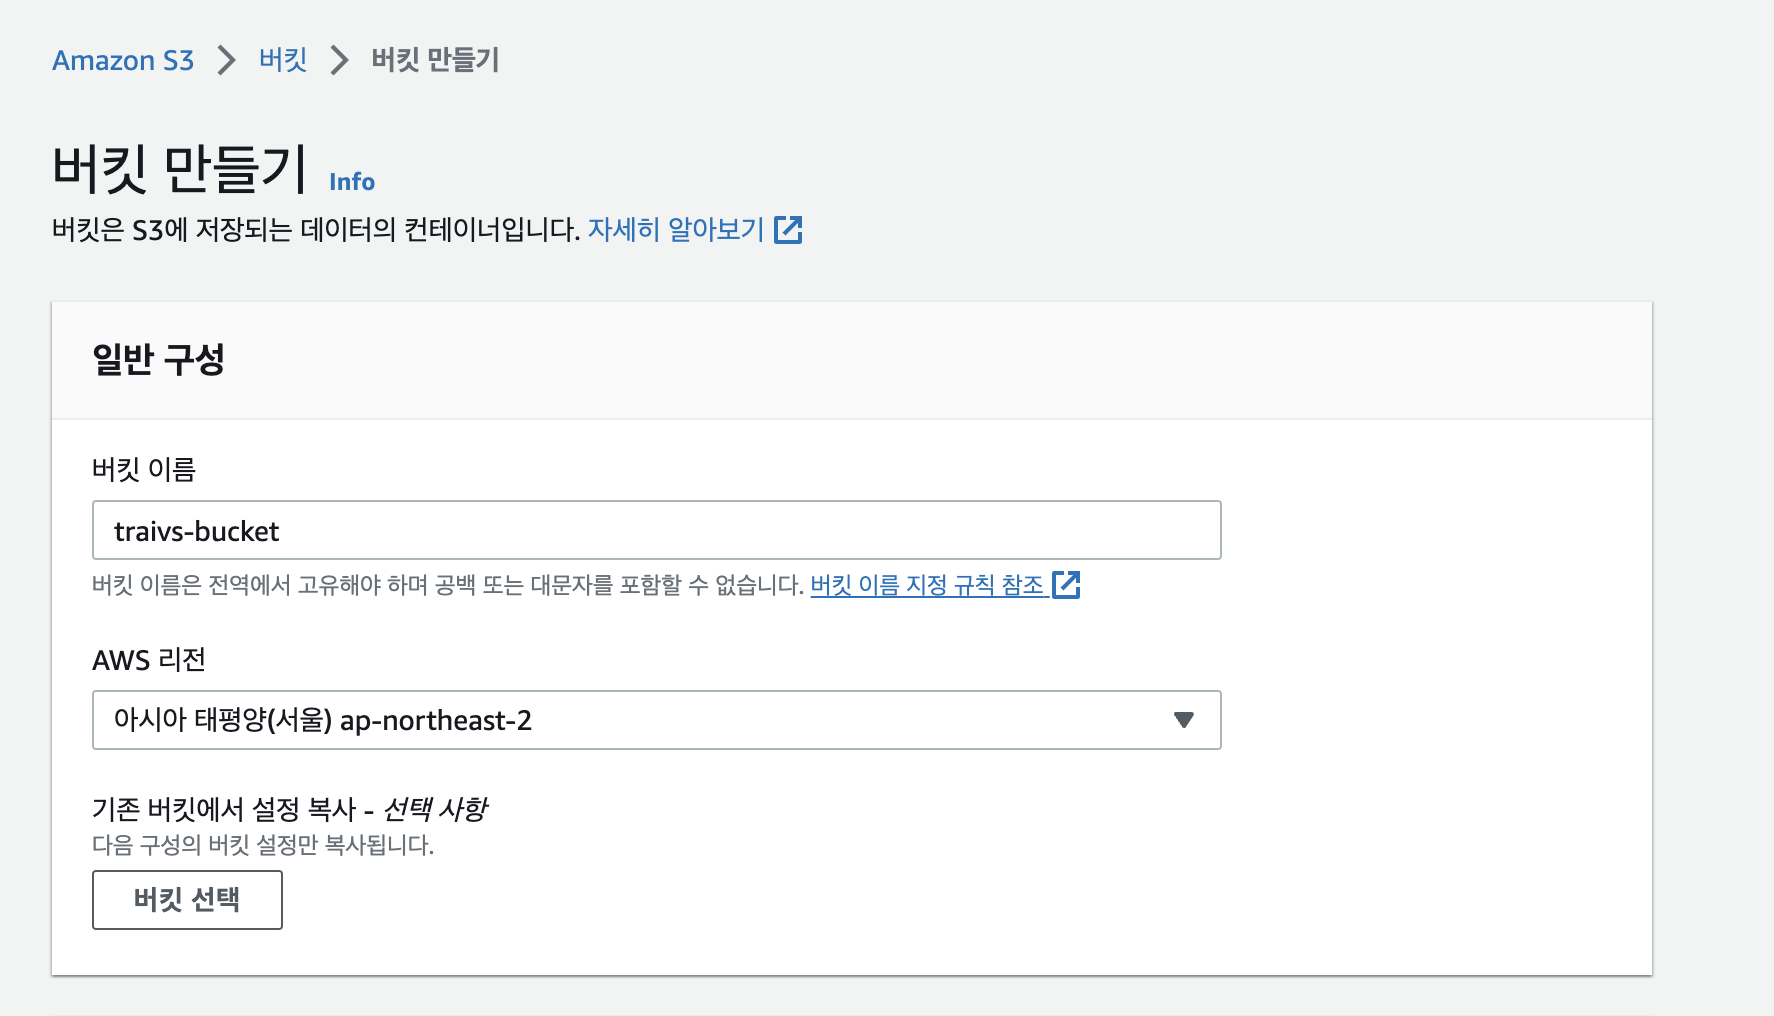 Amazon S3 > 버킷 > 버킷 만들기
버킷 만들기 Info
버킷은 S3에 저장되는 데이터의 컨테이너입니다. 자세히 알아보기
일반 구성
버킷 이름
traivs-bucket
버킷 이름은 전역에서 고유해야 하며 공백 또는 대문자를 포함할 수 없습니다. 버킷 이름 지정 규칙 참조
AWS 리전
아시아 태평양(서울) ap-northeast-2
기존 버킷에서 설정 복사 - 선택 사항
다음 구성의 버킷 설정만 복사됩니다.
버킷 선택